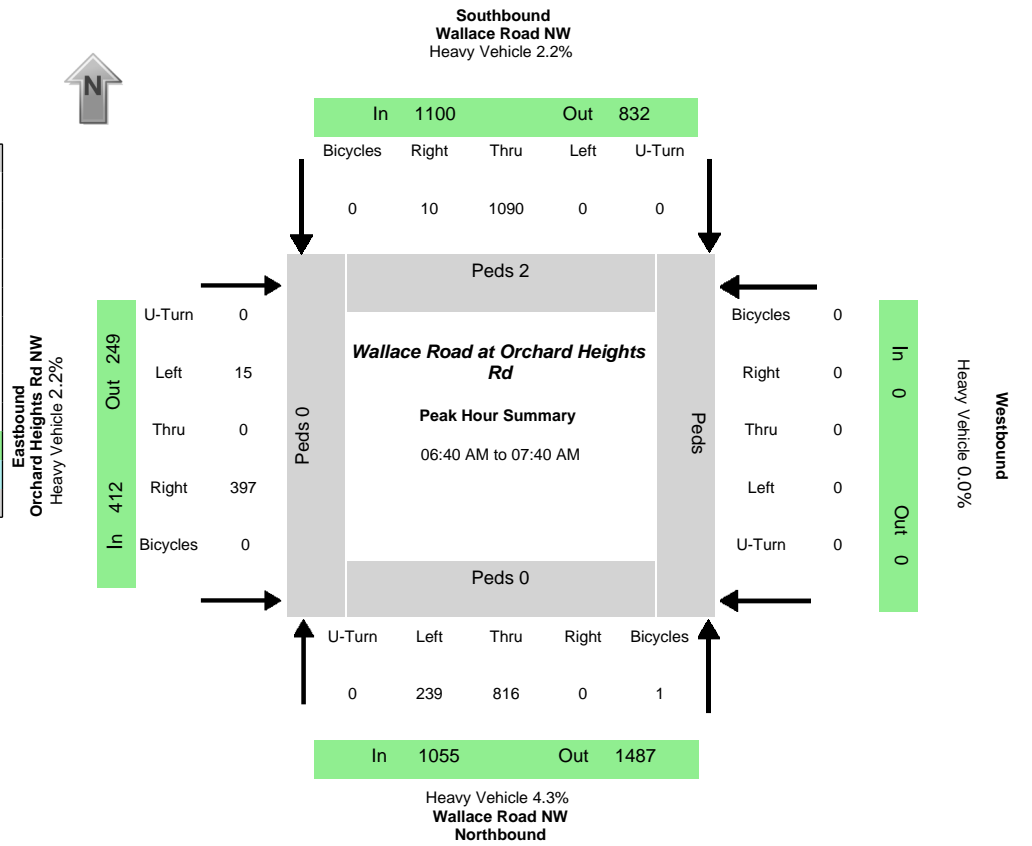 Southbound
Wallace Road NW
Heavy Vehicle 2.2%
N
In 1100 Out 832
Bicycles Right Thru Left U-Turn
0 10 1090 0 0
Peds 2
Eastbound
Orchard Heights Rd NW
Heavy Vehicle 2.2%
In 412 Out 249
U-Turn 0
Left 15
Thru 0
Right 397
Bicycles 0
Peds 0
Wallace Road at Orchard Heights
Rd
Peak Hour Summary
06:40 AM to 07:40 AM
Peds
Bicycles 0
Right 0
Thru 0
Left 0
U-Turn 0
In 0 Out 0
Heavy Vehicle 0.0%
Westbound
Peds 0
U-Turn Left Thru Right Bicycles
0 239 816 0 1
In 1055 Out 1487
Heavy Vehicle 4.3%
Wallace Road NW
Northbound